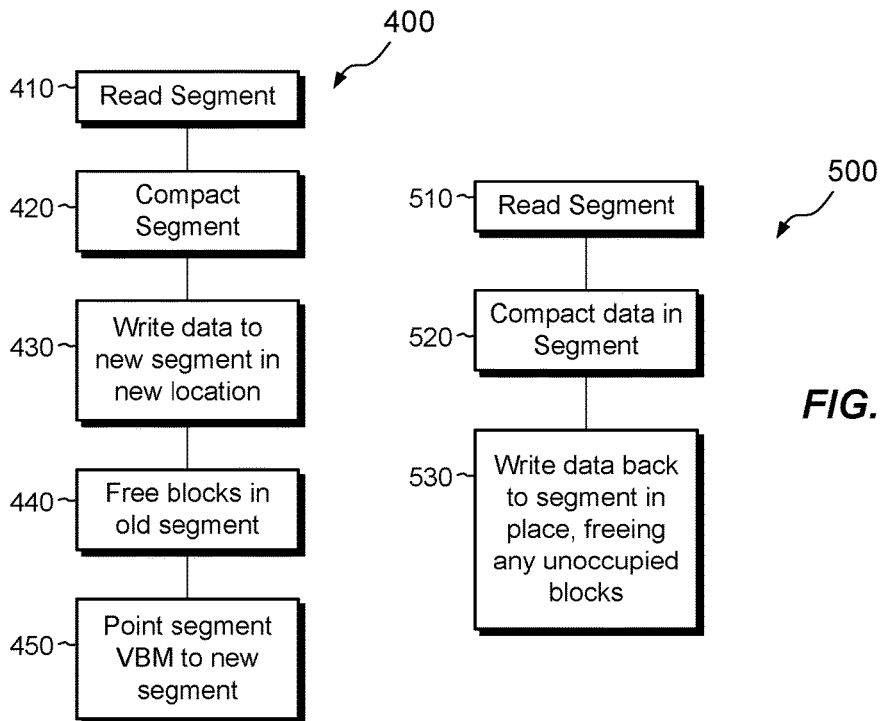 400
410
Read Segment
420
Compact
Segment
430
Write data to
new segment in
new location
440
Free blocks in
old segment
450
Point segment
VBM to new
segment
500
510
Read Segment
520
Compact data in
Segment
530
Write data back
to segment in
place, freeing
any unoccupied
blocks
FIG.